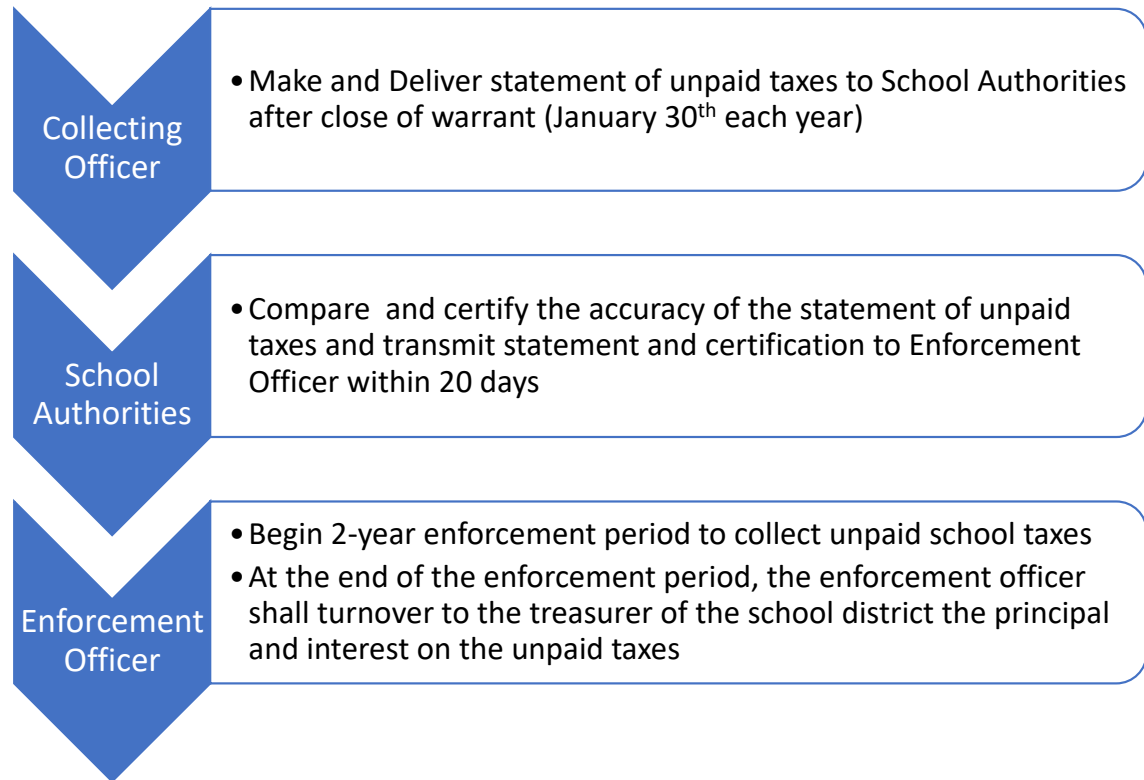 Collecting
Officer
•Make and Deliver statement of unpaid taxes to School Authorities
after close of warrant (January 30th each year)
School
Authorities
•Compare  and certify the accuracy of the statement of unpaid
taxes and transmit statement and certification to Enforcement
Officer within 20 days
Enforcement
Officer
•Begin 2-year enforcement period to collect unpaid school taxes
•At the end of the enforcement period, the enforcement officer
shall turnover to the treasurer of the school district the principal
and interest on the unpaid taxes